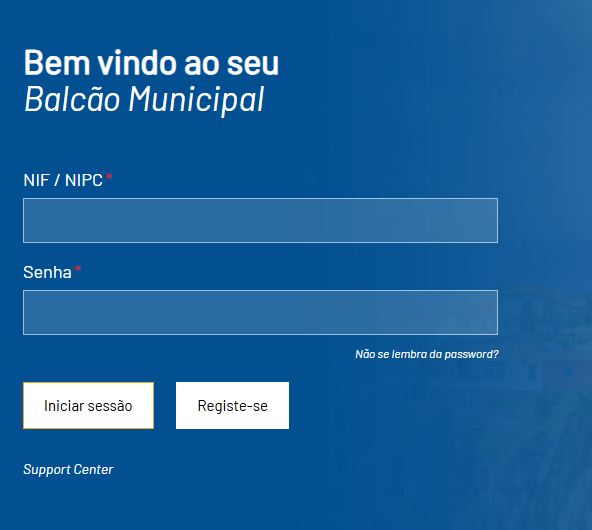 Bem vindo ao seu
Balcão Municipal
NIF / NIPC *
Senha *
Não se lembra da password?
Iniciar sessão
Registe-se
Support Center